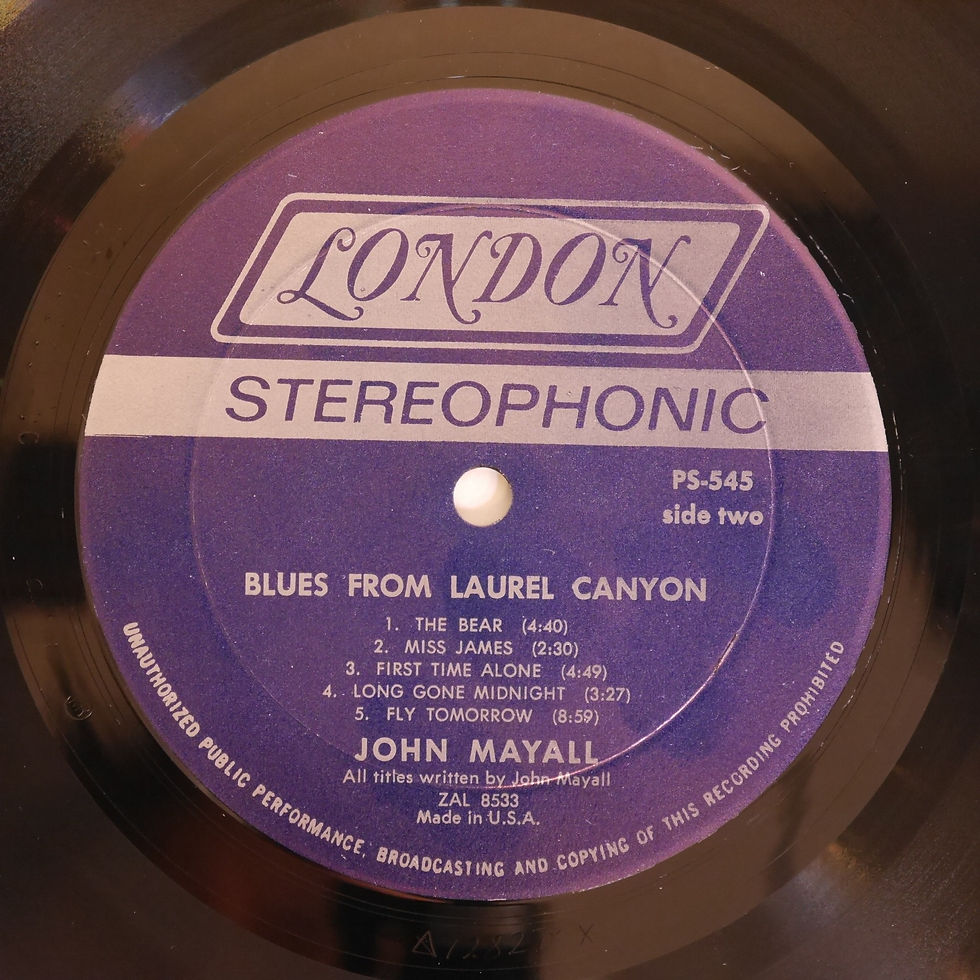 LONDON
STEREOPHONIC
PS-545
side two
BLUES FROM LAUREL CANYON
1. THE BEAR (4:40)
2. MISS JAMES (2:30)
3. FIRST TIME ALONE (4:49)
4. LONG GONE MIDNIGHT (3:27)
5. FLY TOMORROW (8:59)
JOHN MAYALL
All titles written by John Mayall
ZAL 8533
Made in U.S.A.
UNAUTHORIZED PUBLIC PERFORMANCE, BROADCASTING AND COPYING OF THIS RECORDING PROHIBITED